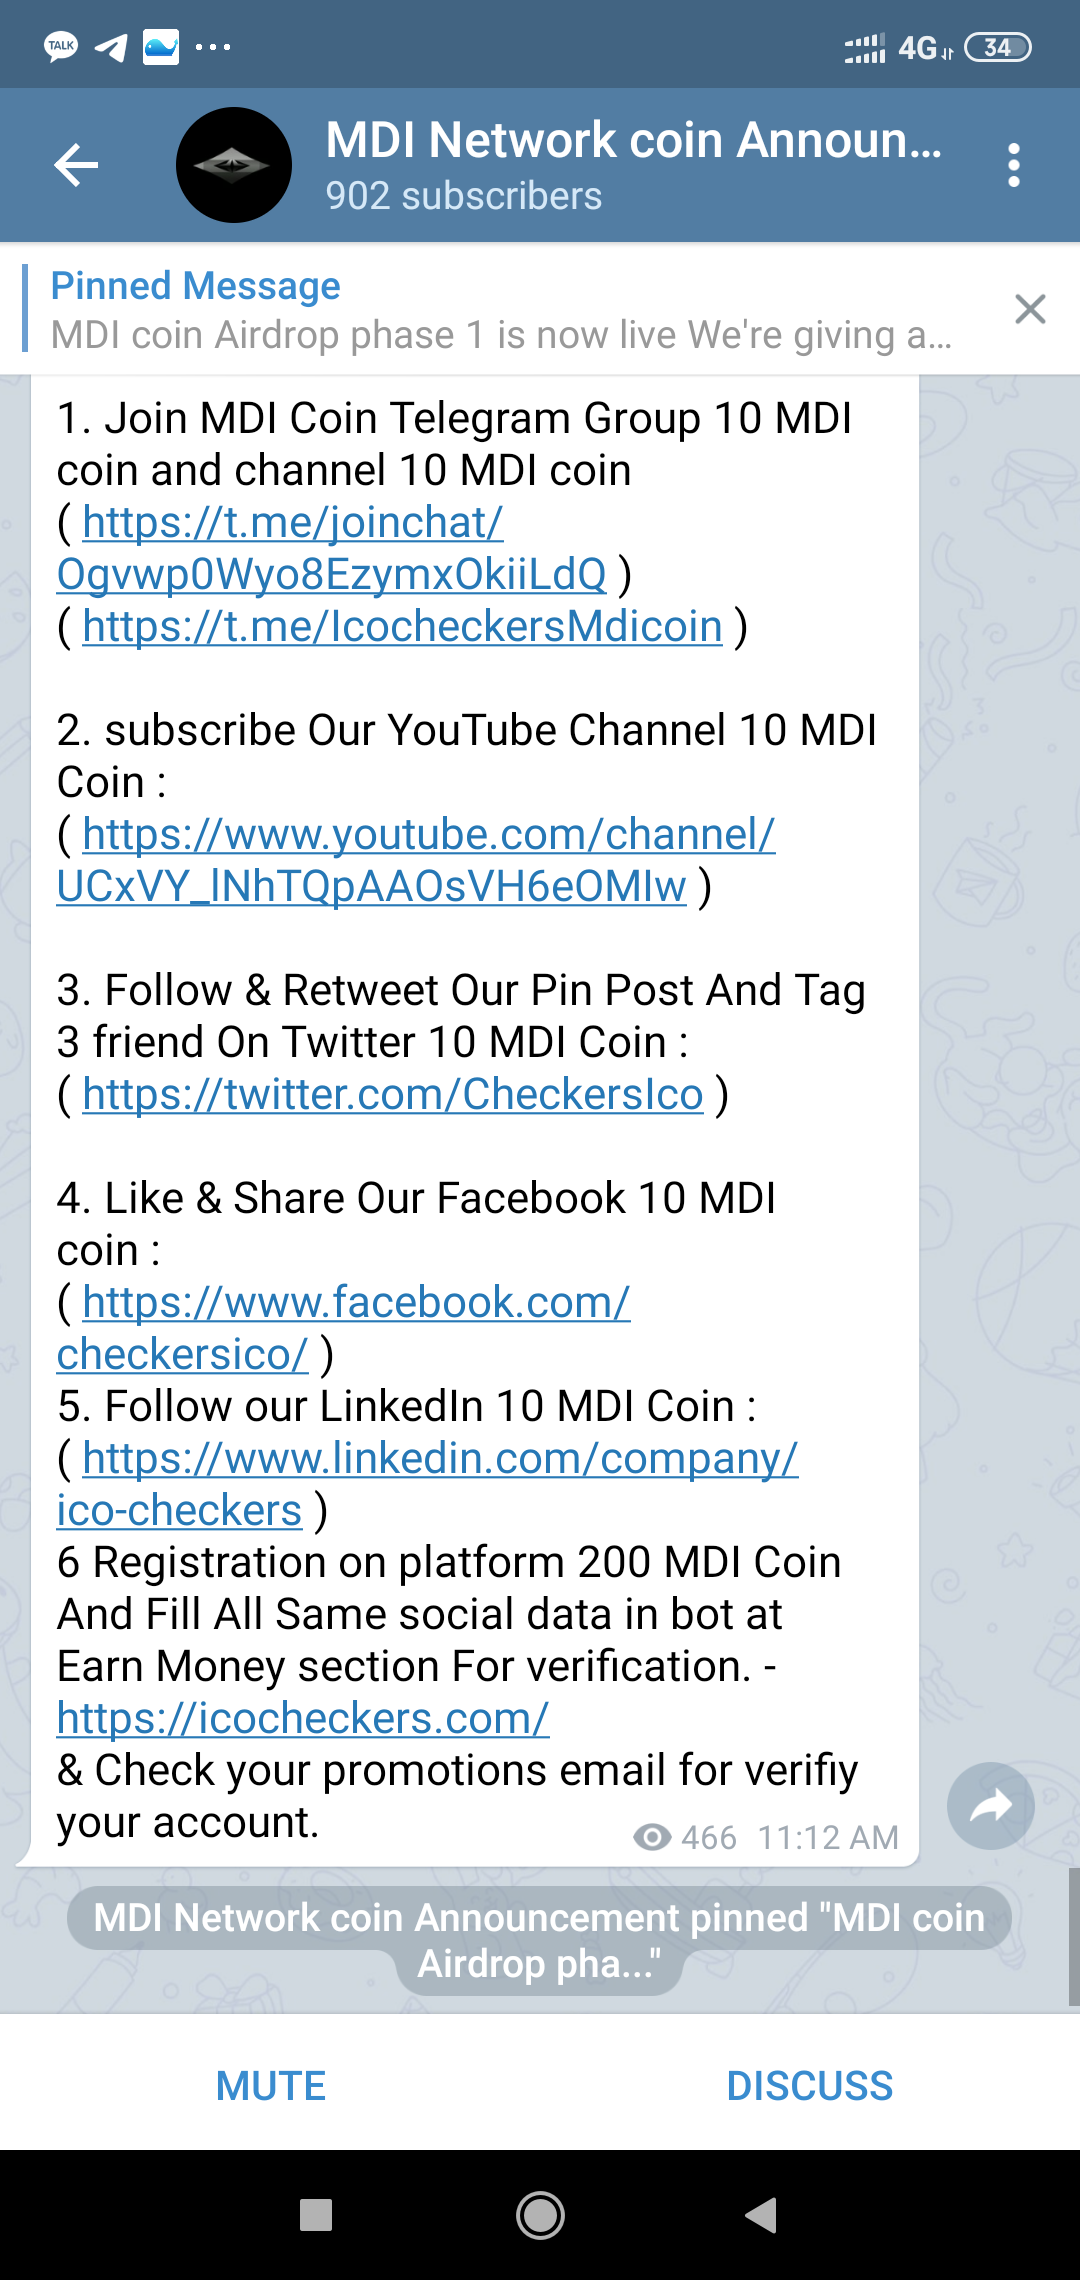 TALK
4G 34
MDI Network coin Announ...
902 subscribers
Pinned Message
MDI coin Airdrop phase 1 is now live We're giving a...
1. Join MDI Coin Telegram Group 10 MDI
coin and channel 10 MDI coin
( https://t.me/joinchat/
Ogvwp0Wyo8EzymxOkiiLdQ )
( https://t.me/IcocheckersMdicoin )
2. subscribe Our YouTube Channel 10 MDI
Coin :
( https://www.youtube.com/channel/
UCxVY_lNhTQpAAOsVH6eOMIw )
3. Follow & Retweet Our Pin Post And Tag
3 friend On Twitter 10 MDI Coin :
( https://twitter.com/CheckersIco )
4. Like & Share Our Facebook 10 MDI
coin :
( https://www.facebook.com/
checkersico/ )
5. Follow our LinkedIn 10 MDI Coin :
( https://www.linkedin.com/company/
ico-checkers )
6 Registration on platform 200 MDI Coin
And Fill All Same social data in bot at
Earn Money section For verification. -
https://icocheckers.com/
& Check your promotions email for verifiy
your account.
466 11:12 AM
MDI Network coin Announcement pinned "MDI coin
Airdrop pha..."
MUTE DISCUSS